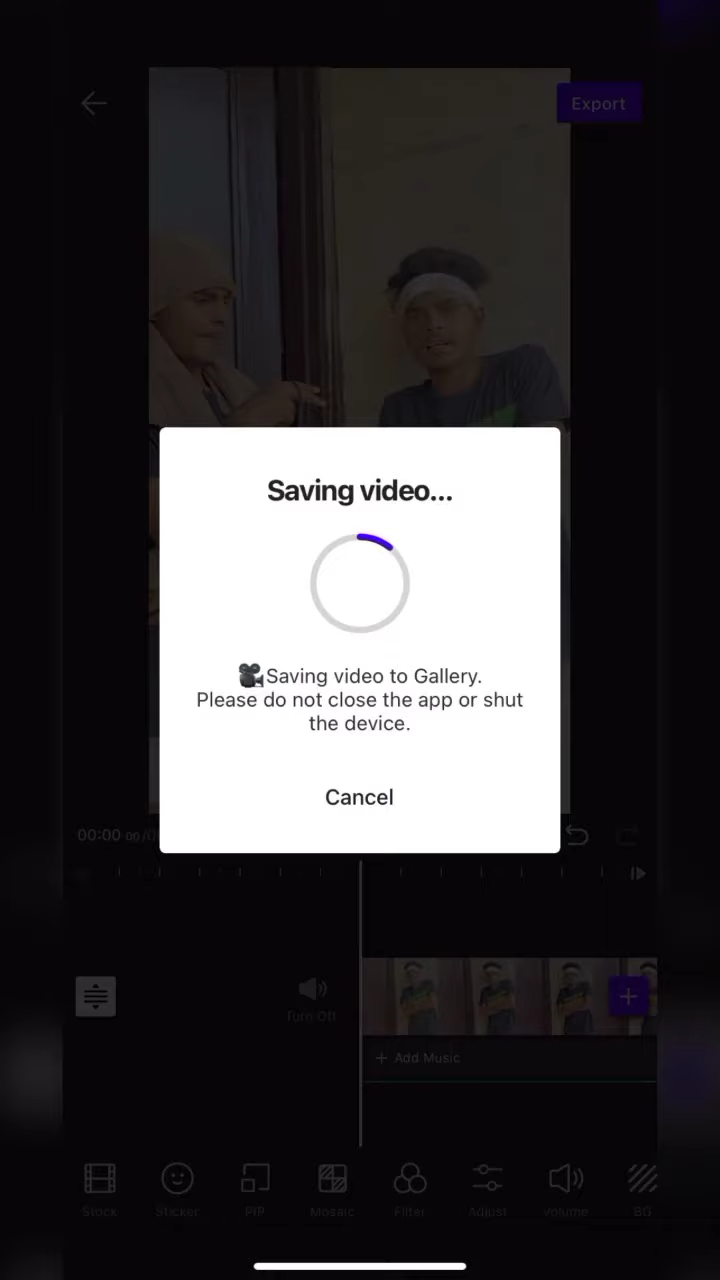 Export
Saving video...
🎥Saving video to Gallery.
Please do not close the app or shut
the device.
Cancel
00:00
Turn Off
+ Add Music
Stock
Sticker
PIP
Mosaic
Filter
Adjust
Volume
BG